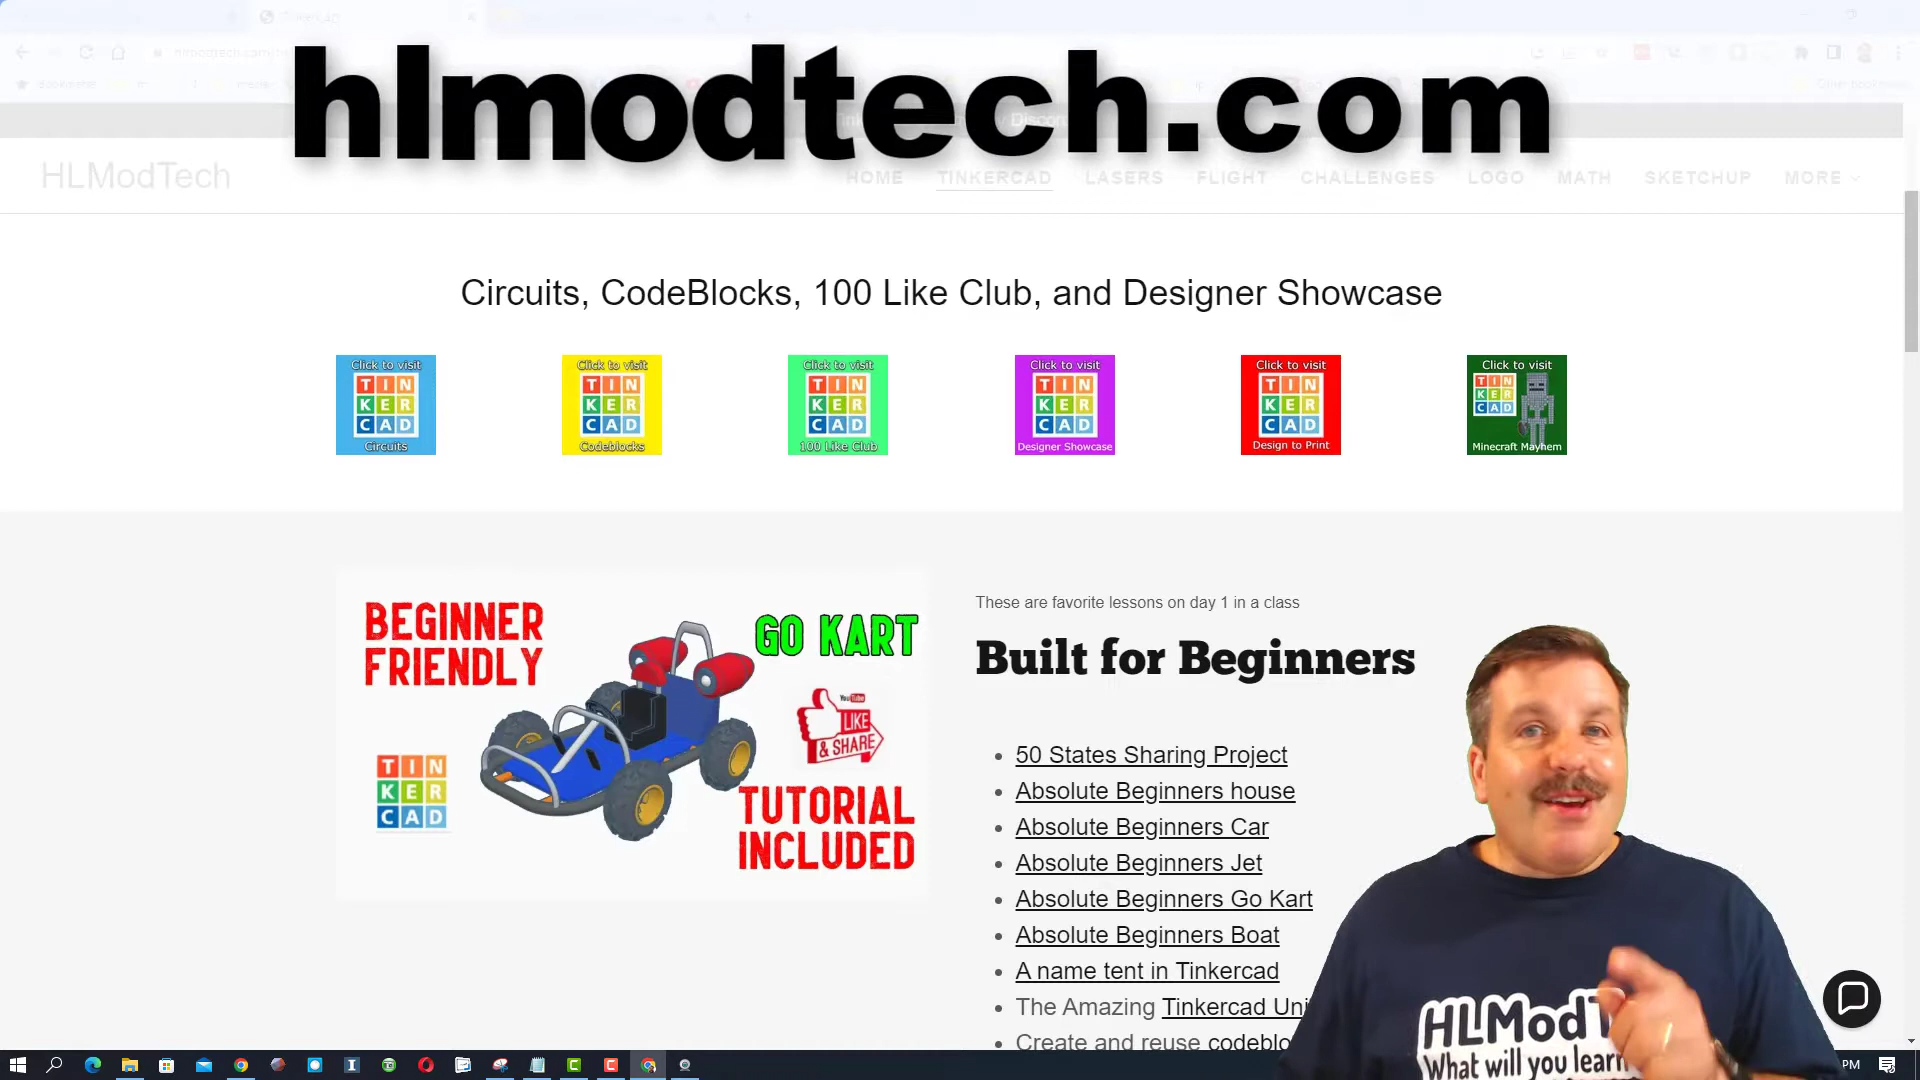 hlmodtech.com
HLModTech
HOME TINKERCAD LASERS FLIGHT CHALLENGES LOGO MATH SKETCHUP MORE
Circuits, CodeBlocks, 100 Like Club, and Designer Showcase
Click to visit
TIN
KER
CAD
Circuits
Click to visit
TIN
KER
CAD
Codeblocks
Click to visit
TIN
KER
CAD
100 Like Club
Click to visit
TIN
KER
CAD
Designer Showcase
Click to visit
TIN
KER
CAD
Design to Print
Click to visit
TIN
KER
CAD
Minecraft Mayhem
BEGINNER
FRIENDLY
GO KART
YouTube
LIKE
& SHARE
TIN
KER
CAD
TUTORIAL
INCLUDED
These are favorite lessons on day 1 in a class
Built for Beginners
50 States Sharing Project
Absolute Beginners house
Absolute Beginners Car
Absolute Beginners Jet
Absolute Beginners Go Kart
Absolute Beginners Boat
A name tent in Tinkercad
The Amazing Tinkercad Uni
Create and reuse codeblo
HLModT
What will you learn
PM